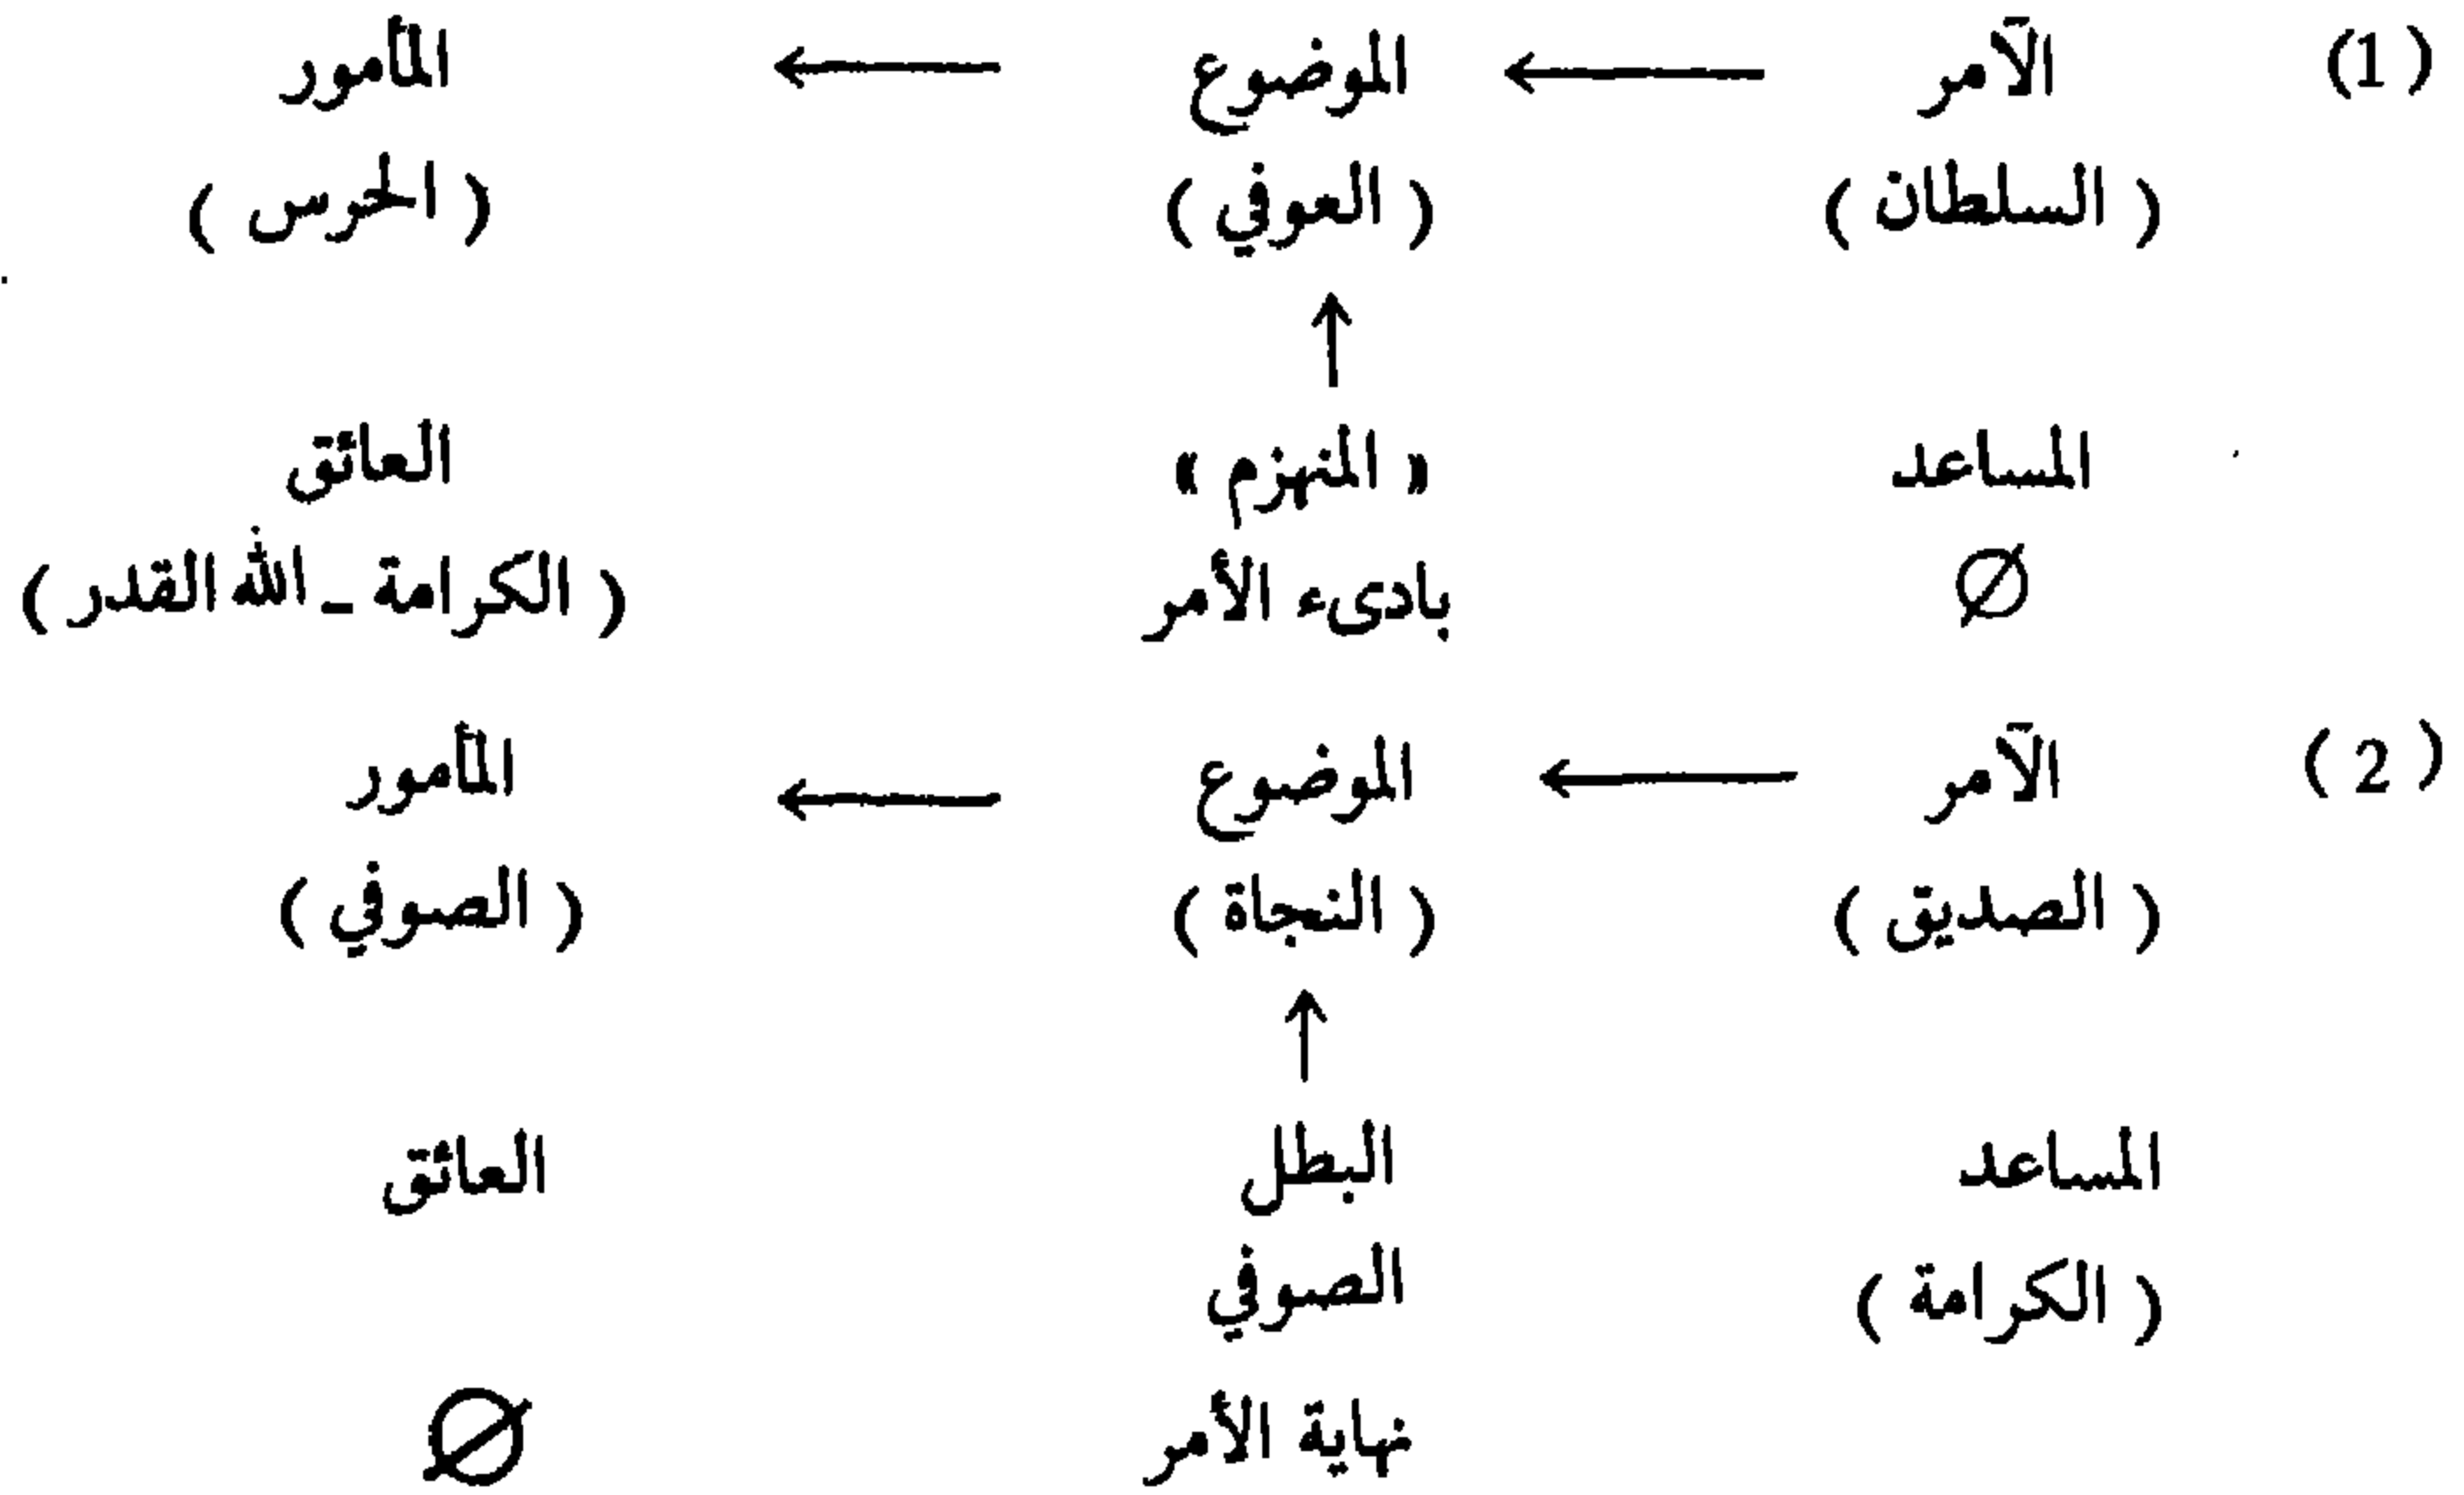 (1) الآمر ← الموضوع ← المأمور
(السلطان) (العوفي) (الحرس)
↑
المساعد «المنهزم» العائق
Ø بادىء الأمر (الكرامة - الله القدر)
(2) الآمر ← الموضوع ← المأمور
(الصديق) (النجاة) (الصوفي)
↑
المساعد البطل العائق
(الكرامة) الصوفي
نهاية الأمر Ø